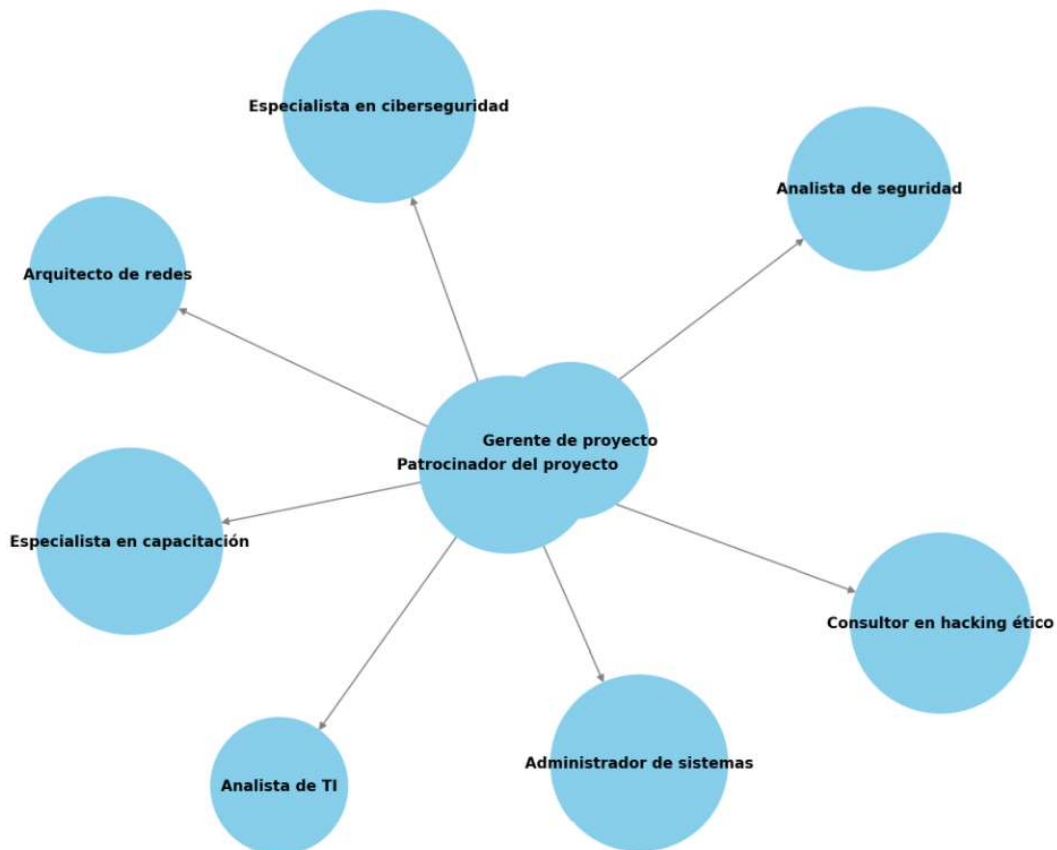 Especialista en ciberseguridad
Analista de seguridad
Arquitecto de redes
Gerente de proyecto
Patrocinador del proyecto
Especialista en capacitación
Consultor en hacking ético
Administrador de sistemas
Analista de TI